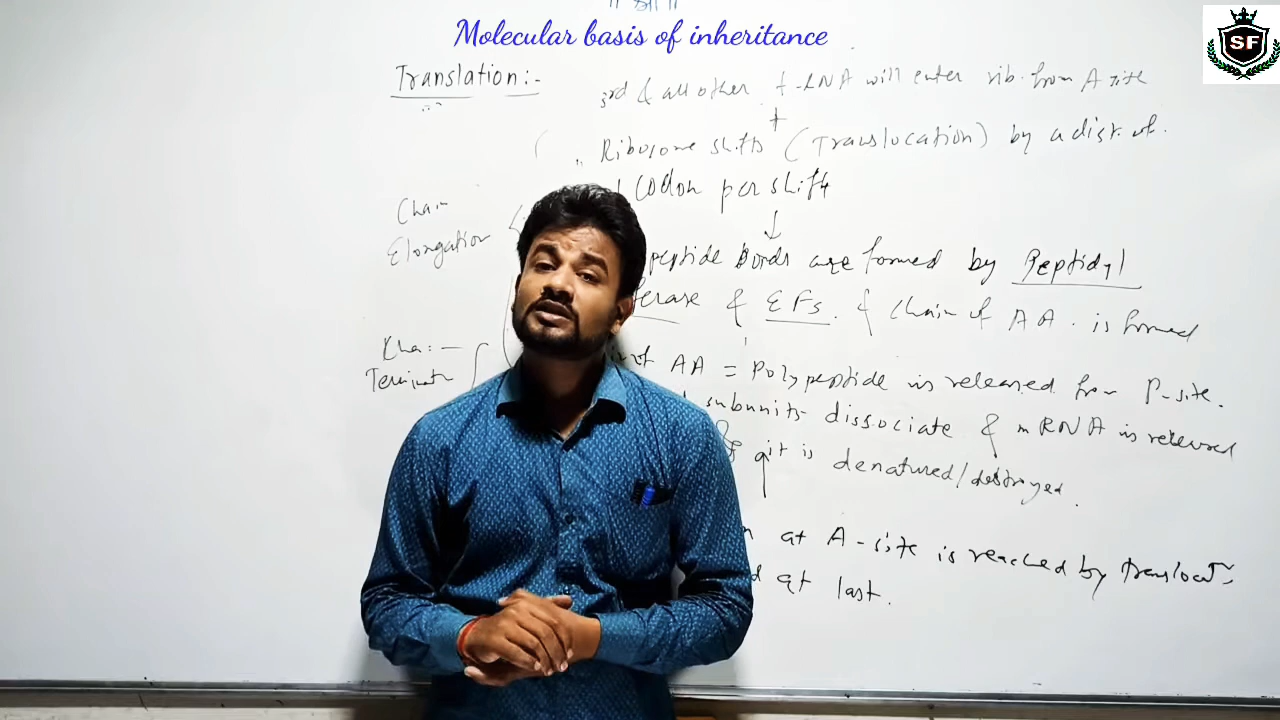 Molecular basis of inheritance
SF
Translation:-
3rd & all other t-RNA will enter rib. from A site
Ribosome shifts (Translocation) by a dist. of
1 Codon per shift
Chain
Elongation
peptide Bonds are formed by Peptidyl
ferase & EFs. & Chain of AA. is formed
of AA = Polypeptide is released from P-site.
subunits dissociate & mRNA is released
it is denatured/destroyed.
at A-site is reached by translocatn
at last.